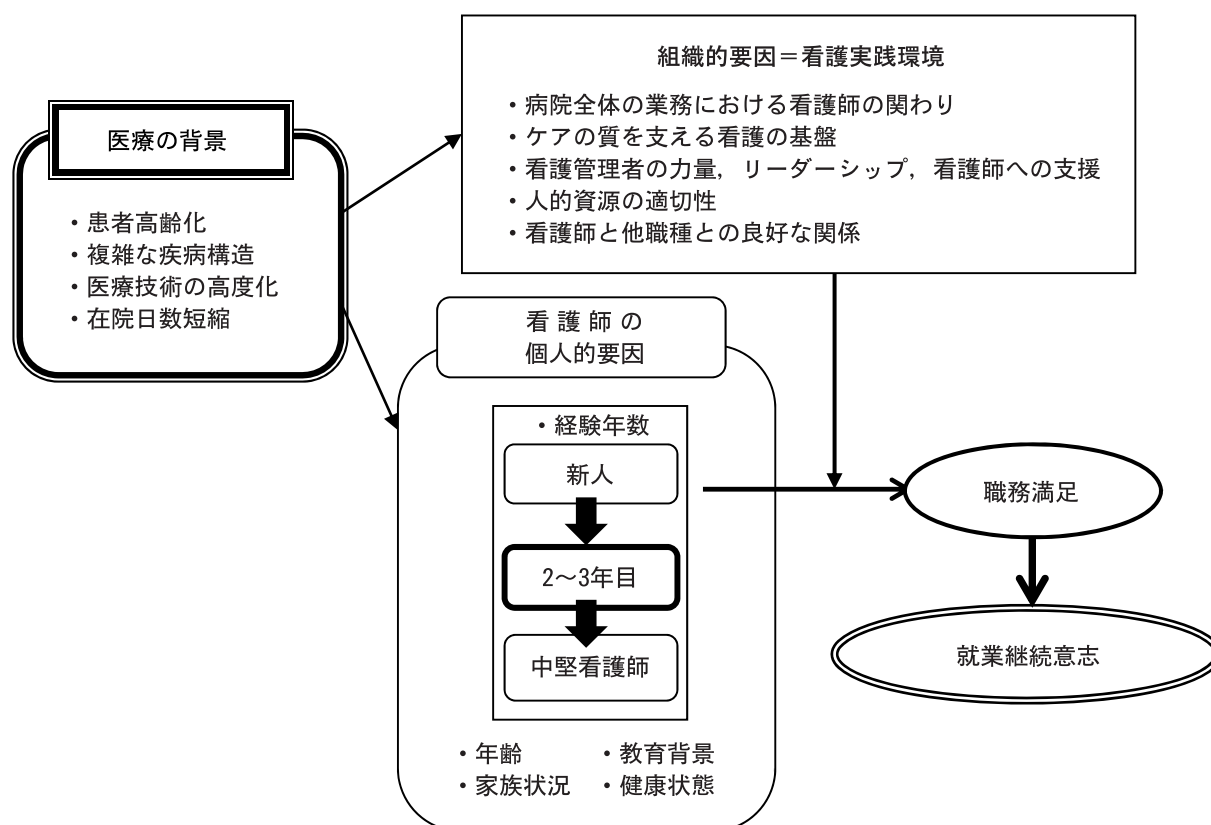 組織的要因＝看護実践環境
・病院全体の業務における看護師の関わり
・ケアの質を支える看護の基盤
・看護管理者の力量，リーダーシップ，看護師への支援
・人的資源の適切性
・看護師と他職種との良好な関係
医療の背景
・患者高齢化
・複雑な疾病構造
・医療技術の高度化
・在院日数短縮
看 護 師 の
個人的要因
・経験年数
新人
2～3年目
中堅看護師
・年齢　　　・教育背景
・家族状況　・健康状態
職務満足
就業継続意志